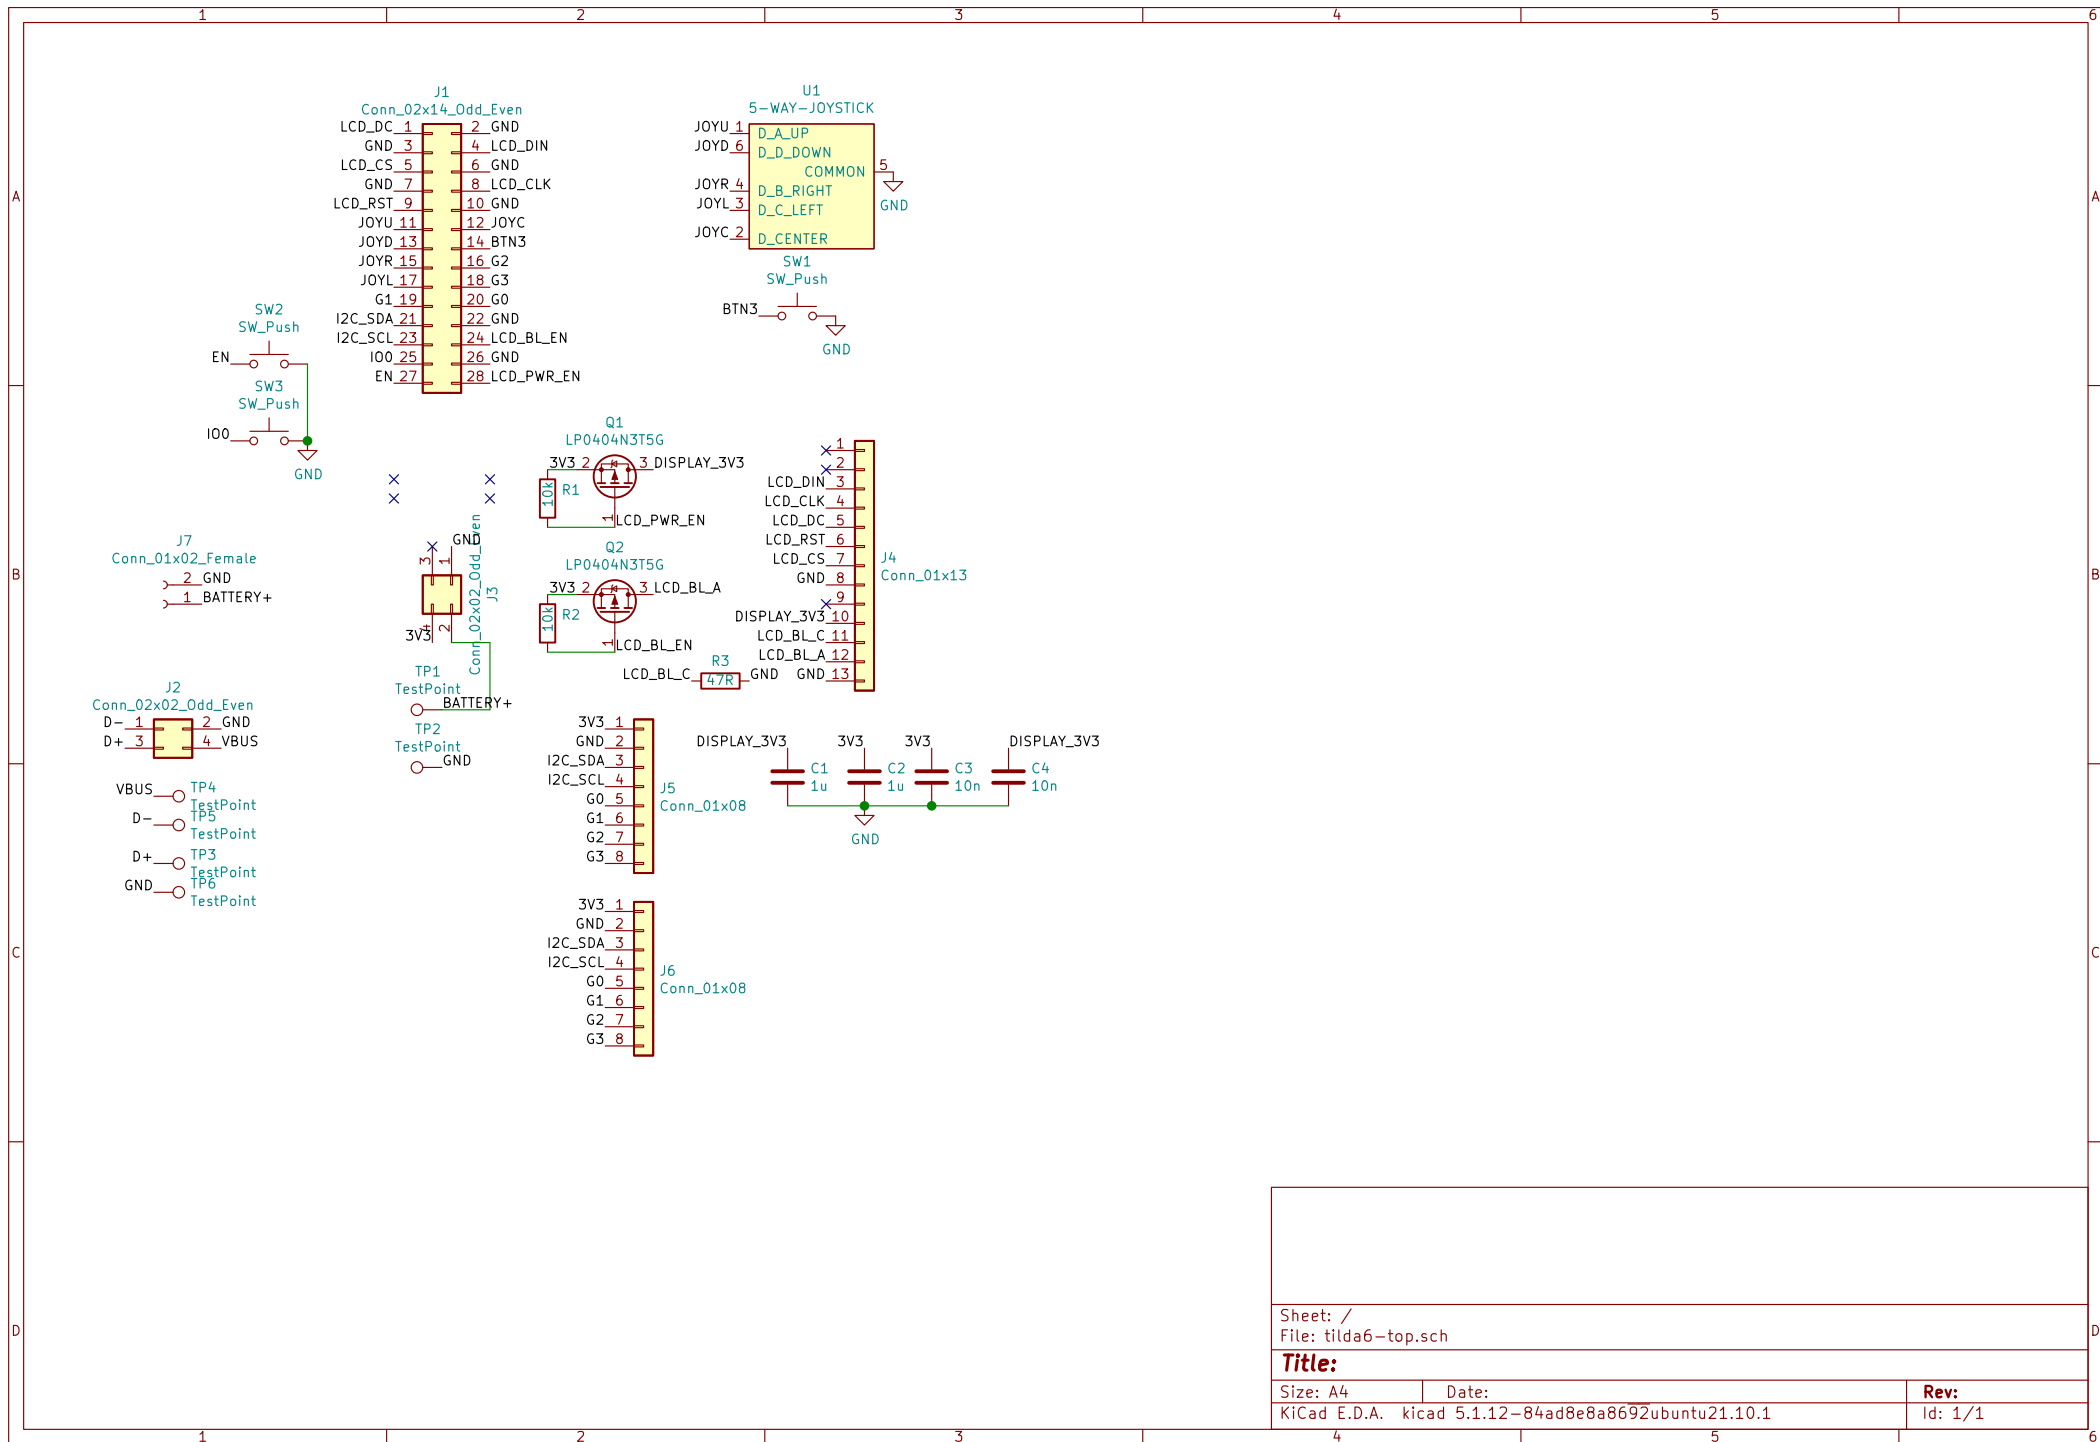 1 2 3 4 5 6
A A
B B
C C
D D
1 2 3 4 5 6
J1
Conn_02x14_Odd_Even
LCD_DC 1 2 GND
GND 3 4 LCD_DIN
LCD_CS 5 6 GND
GND 7 8 LCD_CLK
LCD_RST 9 10 GND
JOYU 11 12 JOYC
JOYD 13 14 BTN3
JOYR 15 16 G2
JOYL 17 18 G3
G1 19 20 G0
I2C_SDA 21 22 GND
I2C_SCL 23 24 LCD_BL_EN
IO0 25 26 GND
EN 27 28 LCD_PWR_EN
U1
5-WAY-JOYSTICK
JOYU 1 D_A_UP
JOYD 6 D_D_DOWN
COMMON 5
GND
JOYR 4 D_B_RIGHT
JOYL 3 D_C_LEFT
JOYC 2 D_CENTER
SW1
SW_Push
BTN3
GND
SW2
SW_Push
EN
SW3
SW_Push
IO0
GND
Q1
LP0404N3T5G
3V3 2 3 DISPLAY_3V3
10k R1
1 LCD_PWR_EN
Q2
LP0404N3T5G
3V3 2 3 LCD_BL_A
10k R2
1 LCD_BL_EN
R3
LCD_BL_C 47R GND
1
2
LCD_DIN 3
LCD_CLK 4
LCD_DC 5
LCD_RST 6
LCD_CS 7
GND 8
9
DISPLAY_3V3 10
LCD_BL_C 11
LCD_BL_A 12
GND 13
J4
Conn_01x13
J7
Conn_01x02_Female
2 GND
1 BATTERY+
GND
3 1
4 2
3V3
Conn_02x02_Odd_Even
J3
TP1
TestPoint
BATTERY+
TP2
TestPoint
GND
J2
Conn_02x02_Odd_Even
D- 1 2 GND
D+ 3 4 VBUS
VBUS TP4
TestPoint
D- TP5
TestPoint
D+ TP3
TestPoint
GND TP6
TestPoint
3V3 1
GND 2
I2C_SDA 3
I2C_SCL 4
G0 5
G1 6
G2 7
G3 8
J5
Conn_01x08
3V3 1
GND 2
I2C_SDA 3
I2C_SCL 4
G0 5
G1 6
G2 7
G3 8
J6
Conn_01x08
DISPLAY_3V3 3V3 3V3 DISPLAY_3V3
C1 C2 C3 C4
1u 1u 10n 10n
GND
Sheet: /
File: tilda6-top.sch
Title:
Size: A4 Date: Rev:
KiCad E.D.A. kicad 5.1.12-84ad8e8a8692ubuntu21.10.1 Id: 1/1